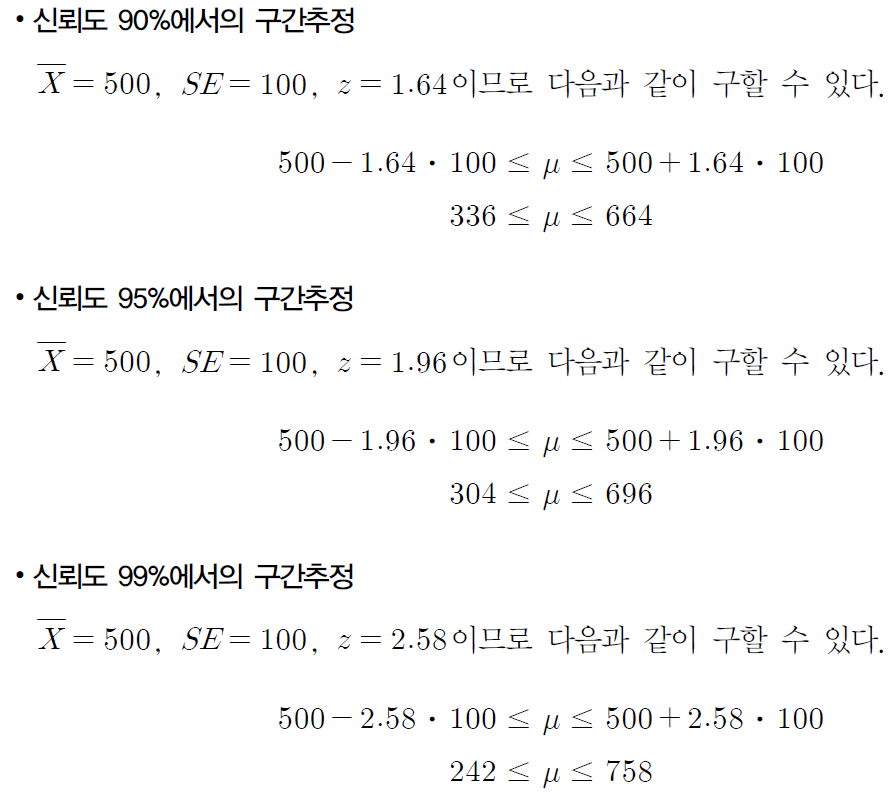 • 신뢰도 90%에서의 구간추정
X̄ = 500, SE = 100, z = 1.64이므로 다음과 같이 구할 수 있다.
500 − 1.64 · 100 ≤ μ ≤ 500 + 1.64 · 100
336 ≤ μ ≤ 664
• 신뢰도 95%에서의 구간추정
X̄ = 500, SE = 100, z = 1.96이므로 다음과 같이 구할 수 있다.
500 − 1.96 · 100 ≤ μ ≤ 500 + 1.96 · 100
304 ≤ μ ≤ 696
• 신뢰도 99%에서의 구간추정
X̄ = 500, SE = 100, z = 2.58이므로 다음과 같이 구할 수 있다.
500 − 2.58 · 100 ≤ μ ≤ 500 + 2.58 · 100
242 ≤ μ ≤ 758